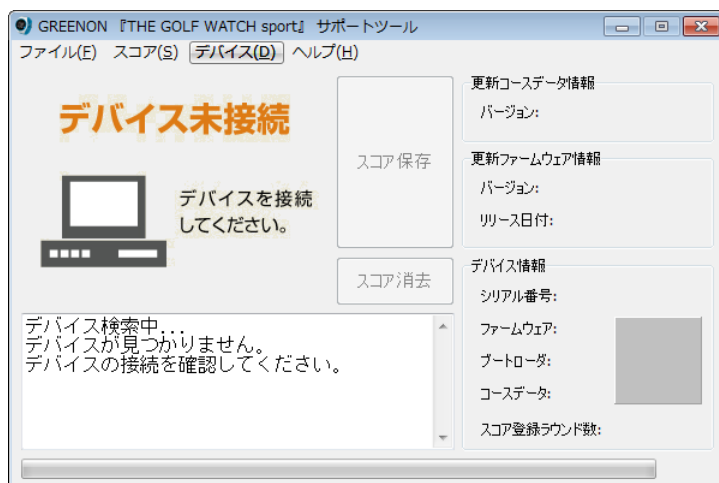 GREENON 『THE GOLF WATCH sport』 サポートツール
ファイル(F) スコア(S) デバイス(D) ヘルプ(H)
デバイス未接続
デバイスを接続
してください。
スコア保存
スコア消去
デバイス検索中...
デバイスが見つかりません。
デバイスの接続を確認してください。
更新コースデータ情報
バージョン:
更新ファームウェア情報
バージョン:
リリース日付:
デバイス情報
シリアル番号:
ファームウェア:
ブートローダ:
コースデータ:
スコア登録ラウンド数: